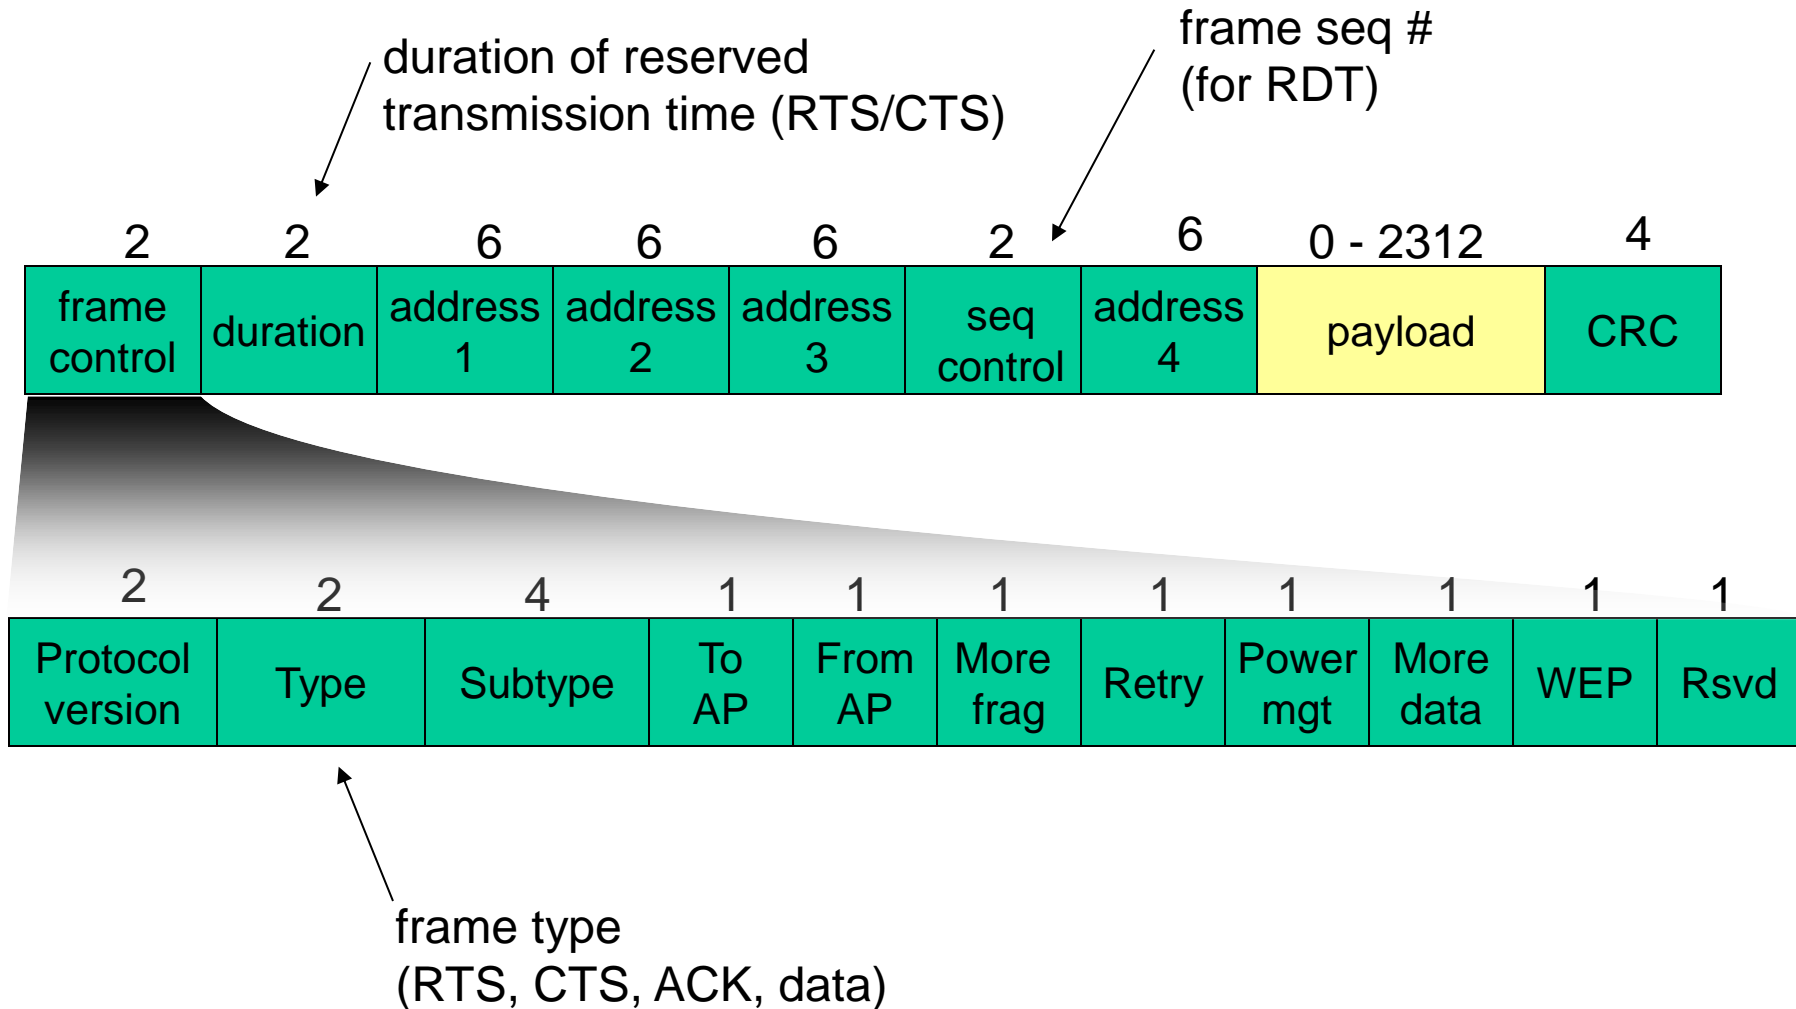 duration of reserved
transmission time (RTS/CTS)
frame seq #
(for RDT)
2 2 6 6 6 2 6 0 - 2312 4
frame
control
duration
address
1
address
2
address
3
seq
control
address
4
payload
CRC
2 2 4 1 1 1 1 1 1 1 1
Protocol
version
Type
Subtype
To
AP
From
AP
More
frag
Retry
Power
mgt
More
data
WEP
Rsvd
frame type
(RTS, CTS, ACK, data)